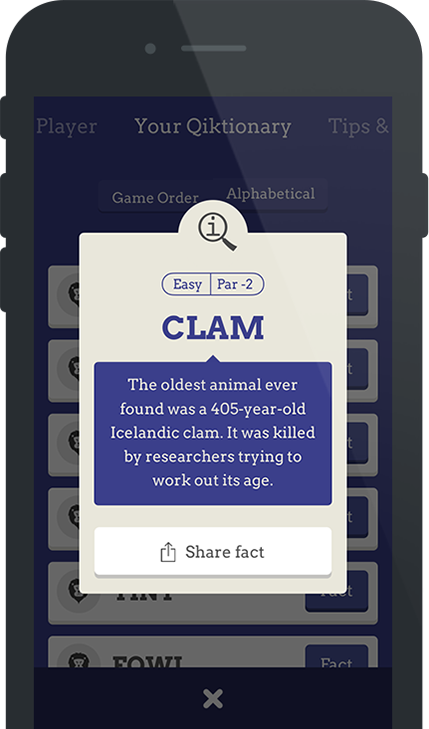 Player Your Qiktionary Tips &
Game Order Alphabetical
i
Easy Par -2
CLAM
The oldest animal ever
found was a 405-year-old
Icelandic clam. It was killed
by researchers trying to
work out its age.
Share fact
TINY Fact
FOWL Fact